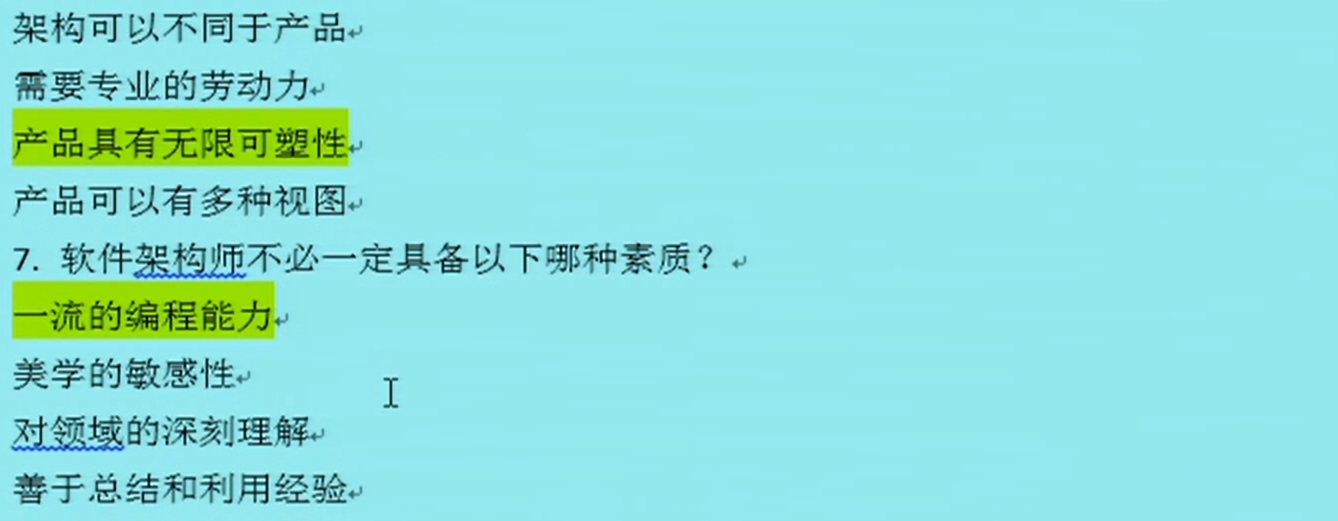 架构可以不同于产品
需要专业的劳动力
产品具有无限可塑性
产品可以有多种视图
7. 软件架构师不必一定具备以下哪种素质？
一流的编程能力
美学的敏感性
对领域的深刻理解
善于总结和利用经验